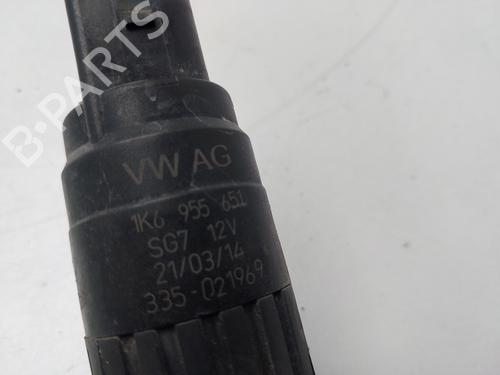 B-PARTS
VW AG
1K6 955 651
SG7 12V
21/03/14
335-021969